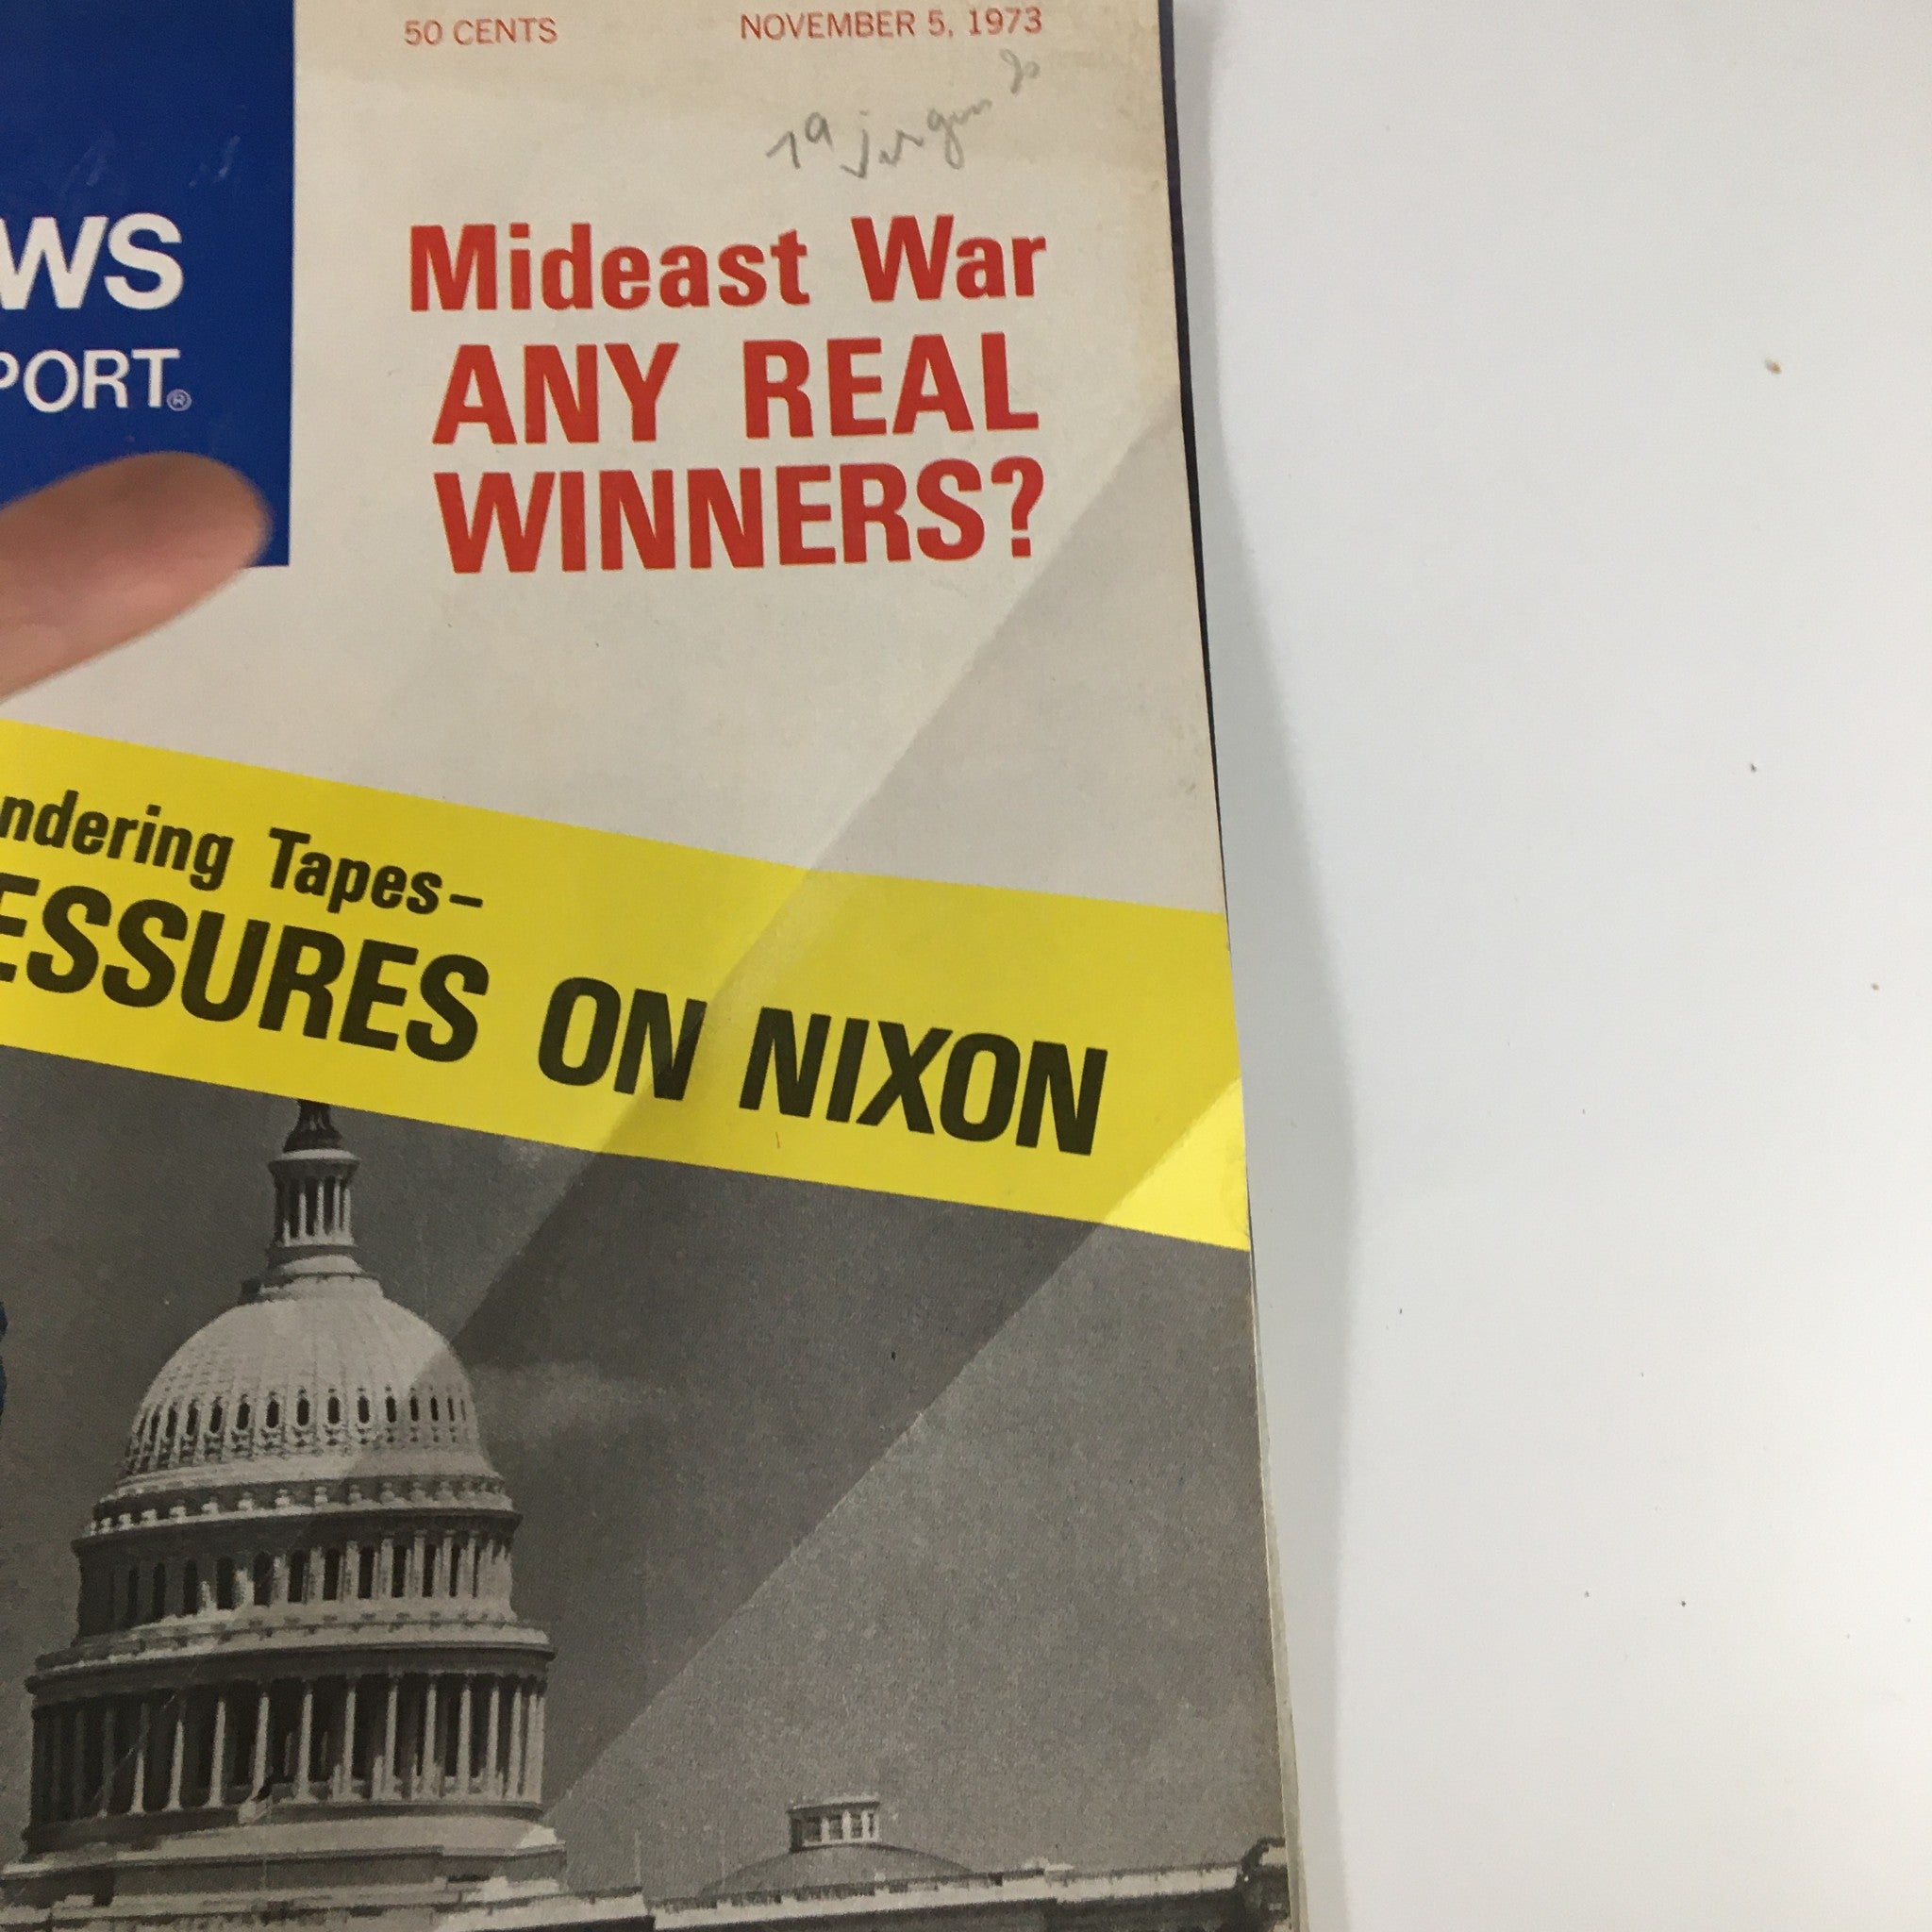 50 CENTS NOVEMBER 5, 1973
WS
PORT®
Mideast War
ANY REAL
WINNERS?
ndering Tapes–
ESSURES ON NIXON